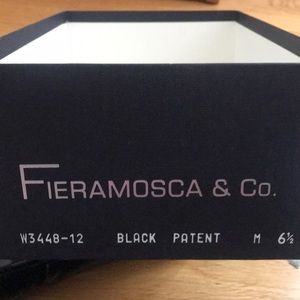 FIERAMOSCA & CO.
W3448-12 BLACK PATENT M 6½